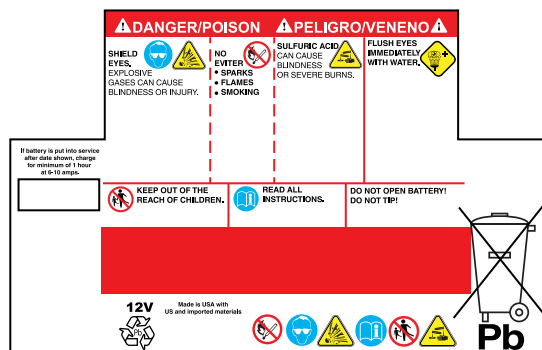 DANGER/POISON
PELIGRO/VENENO
SHIELD
EYES.
EXPLOSIVE
GASES CAN CAUSE
BLINDNESS OR INJURY.
NO
EVITER
• SPARKS
• FLAMES
• SMOKING
SULFURIC ACID
CAN CAUSE
BLINDNESS
OR SEVERE BURNS.
FLUSH EYES
IMMEDIATELY
WITH WATER.
If battery is put into service
after date shown, charge
for minimum of 1 hour
at 6-10 amps.
KEEP OUT OF THE
REACH OF CHILDREN.
READ ALL
INSTRUCTIONS.
DO NOT OPEN BATTERY!
DO NOT TIP!
12V
Pb
Made is USA with
US and imported materials
Pb